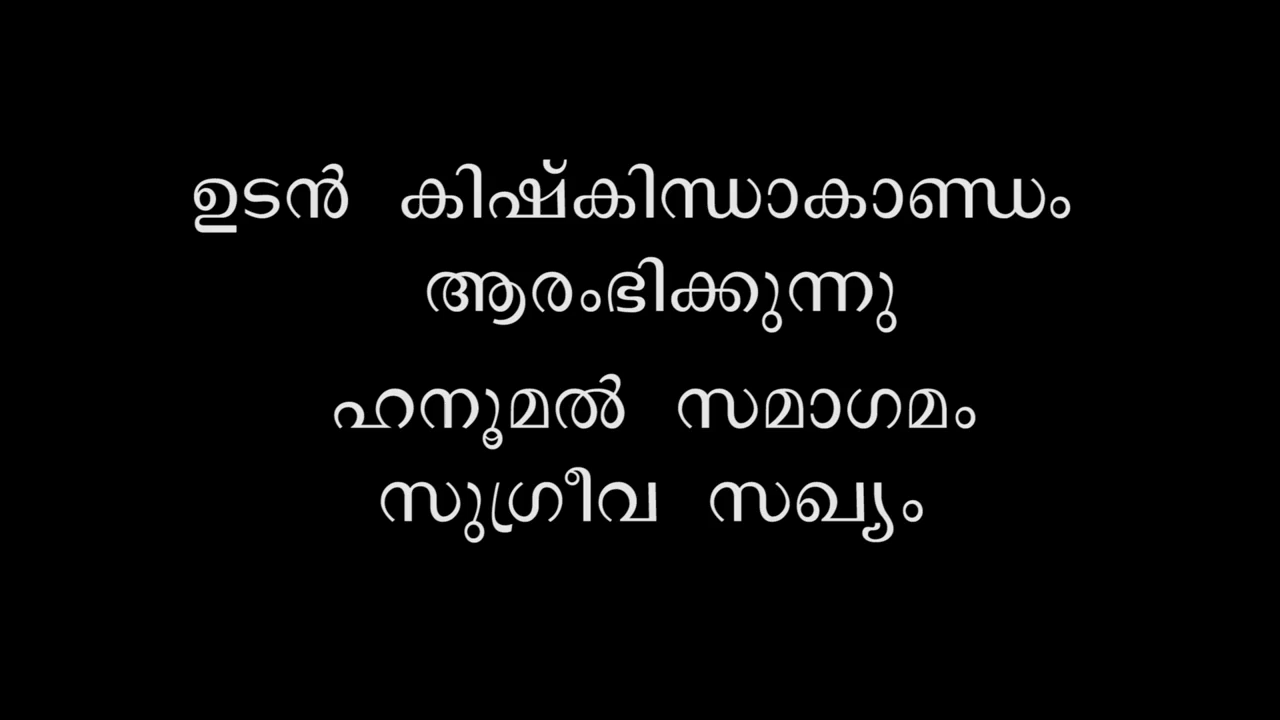 ഉടൻ കിഷ്കിന്ധാകാണ്ഡം
ആരംഭിക്കുന്നു
ഹനൂമൽ സമാഗമം
സുഗ്രീവ സഖ്യം